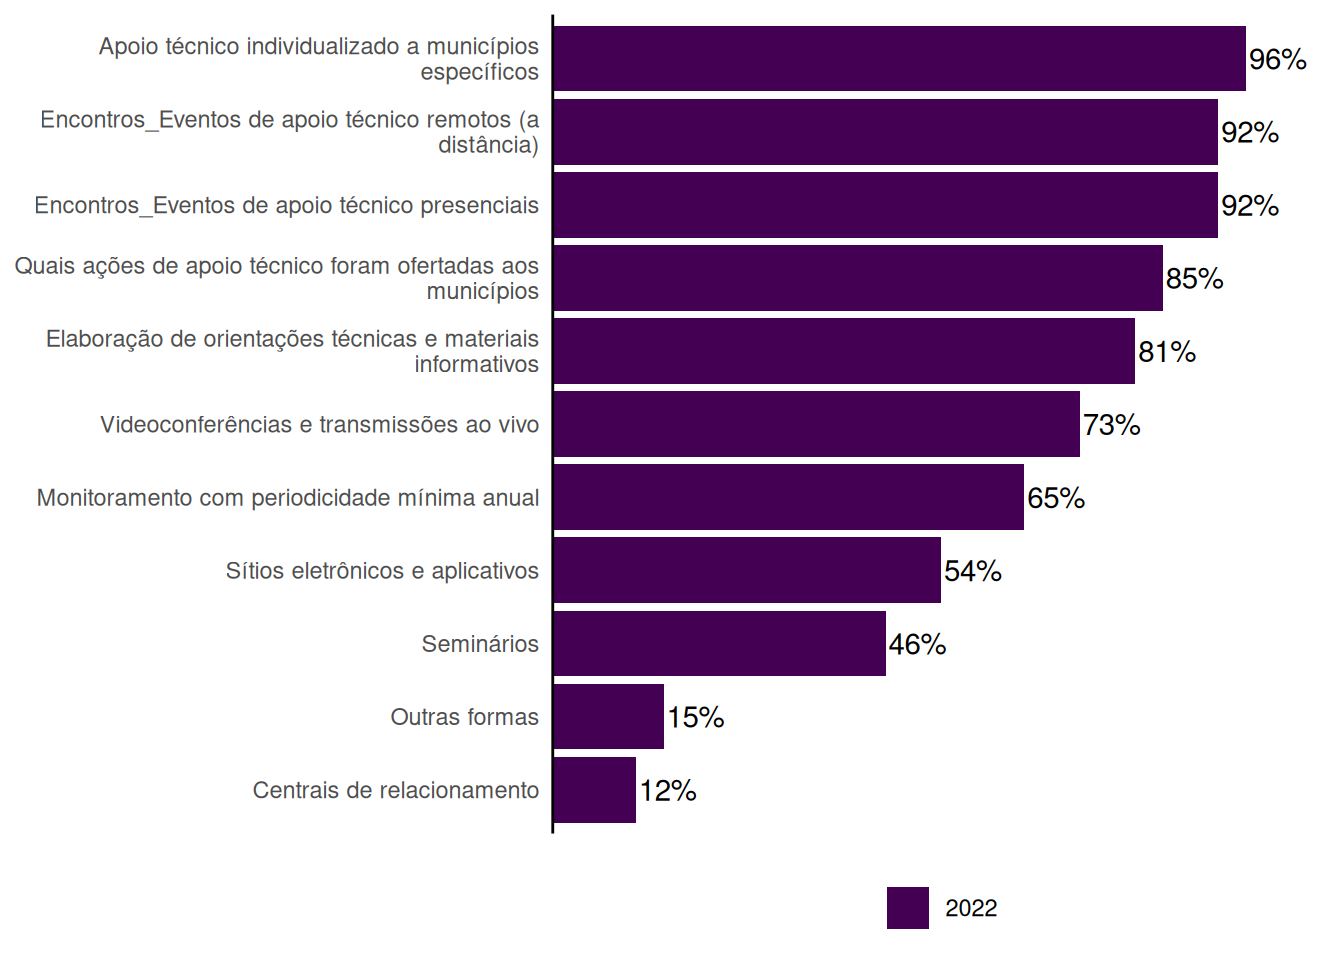 Apoio técnico individualizado a municípios
específicos
96%
Encontros_Eventos de apoio técnico remotos (a
distância)
92%
Encontros_Eventos de apoio técnico presenciais
92%
Quais ações de apoio técnico foram ofertadas aos
municípios
85%
Elaboração de orientações técnicas e materiais
informativos
81%
Videoconferências e transmissões ao vivo
73%
Monitoramento com periodicidade mínima anual
65%
Sítios eletrônicos e aplicativos
54%
Seminários
46%
Outras formas
15%
Centrais de relacionamento
12%
2022